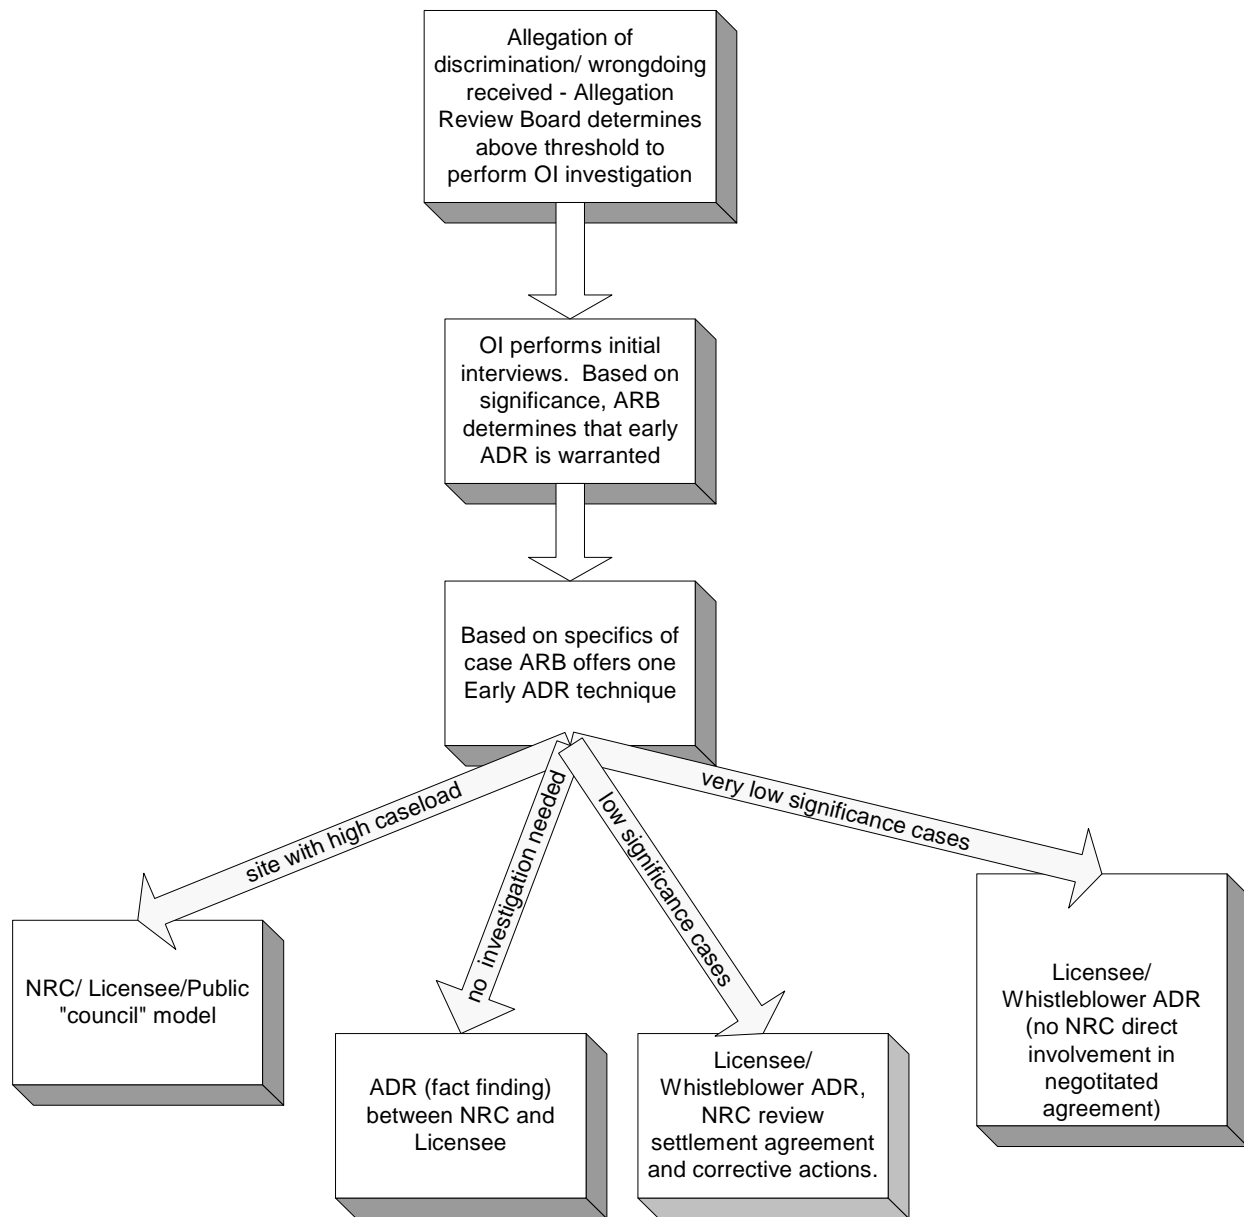 Allegation of
discrimination/ wrongdoing
received - Allegation
Review Board determines
above threshold to
perform OI investigation
OI performs initial
interviews.  Based on
significance, ARB
determines that early
ADR is warranted
Based on specifics of
case ARB offers one
Early ADR technique
site with high caseload
no  investigation needed
low significance cases
very low significance cases
NRC/ Licensee/Public
"council" model
ADR (fact finding)
between NRC and
Licensee
Licensee/
Whistleblower ADR,
NRC review
settlement agreement
and corrective actions.
Licensee/
Whistleblower ADR
(no NRC direct
involvement in
negotitated
agreement)